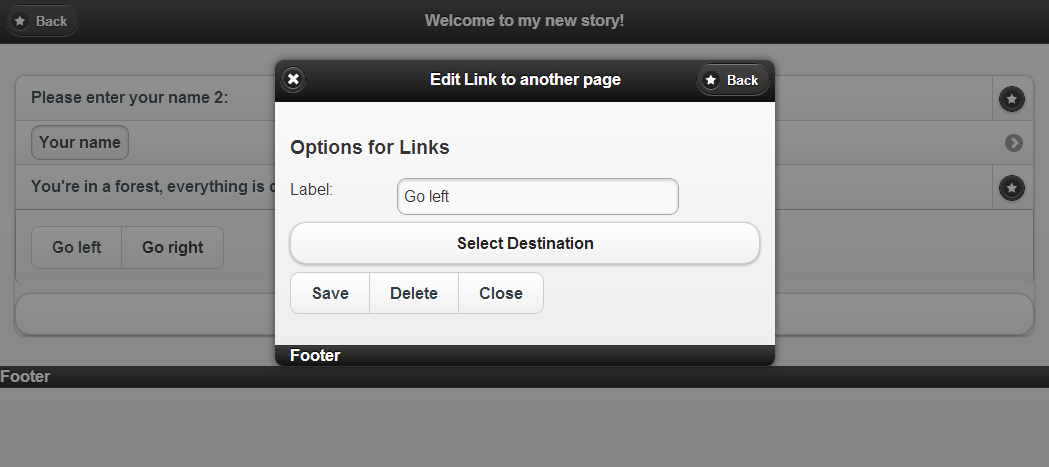 Back
Welcome to my new story!
Edit Link to another page
Back
Please enter your name 2:
Your name
You're in a forest, everything is
Go left
Go right
Options for Links
Label:
Go left
Select Destination
Save
Delete
Close
Footer
Footer